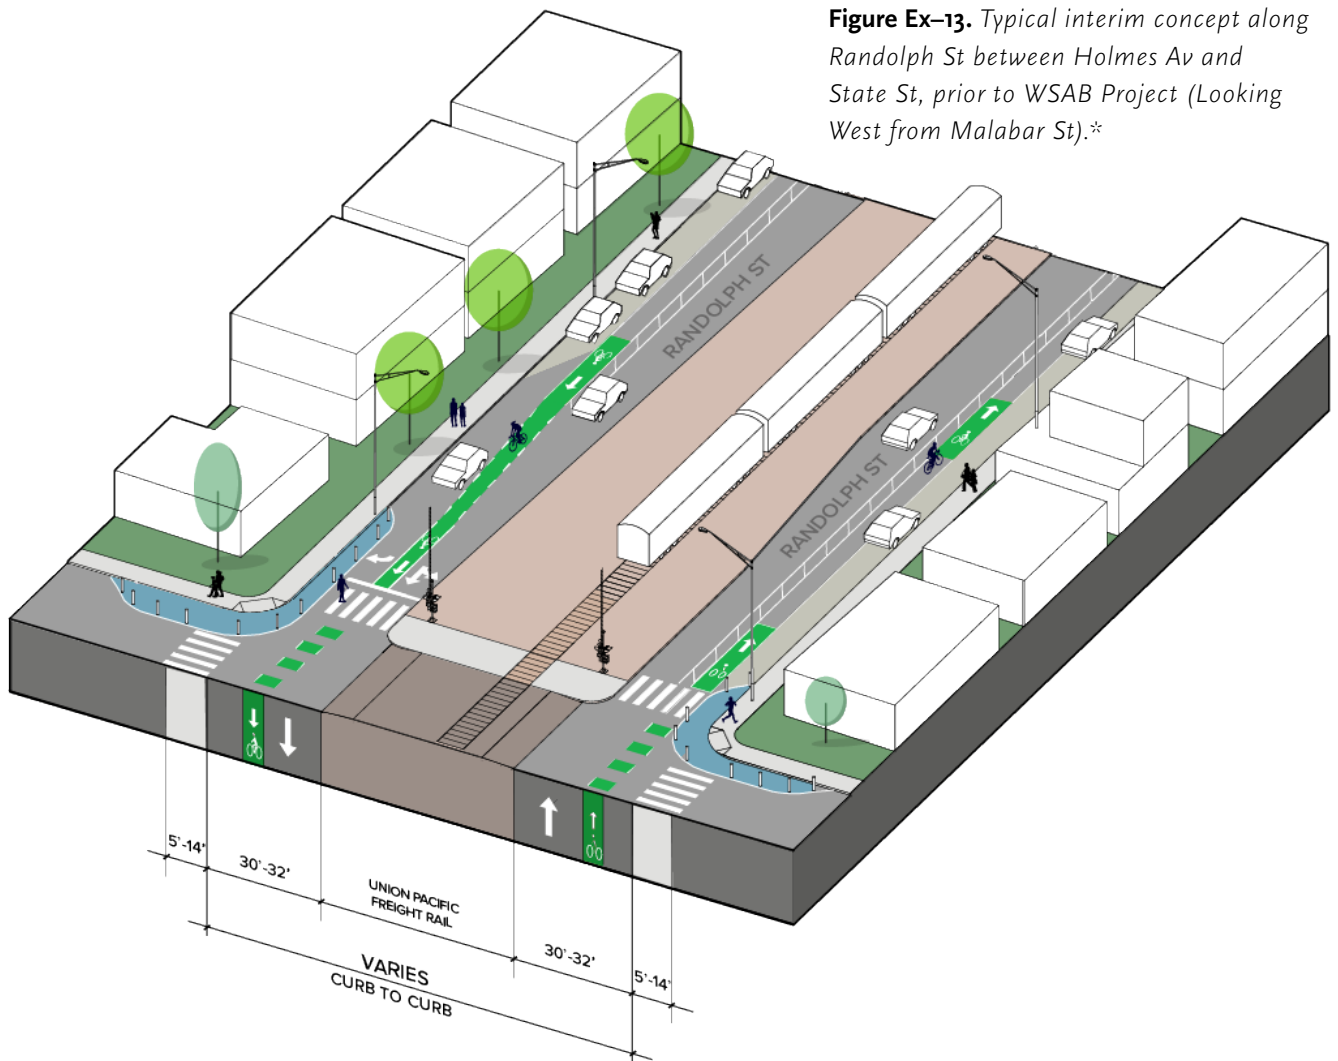 Figure Ex–13. Typical interim concept along
Randolph St between Holmes Av and
State St, prior to WSAB Project (Looking
West from Malabar St).*
RANDOLPH ST
RANDOLPH ST
5'-14'
30'-32'
UNION PACIFIC
FREIGHT RAIL
30'-32'
5'-14'
VARIES
CURB TO CURB